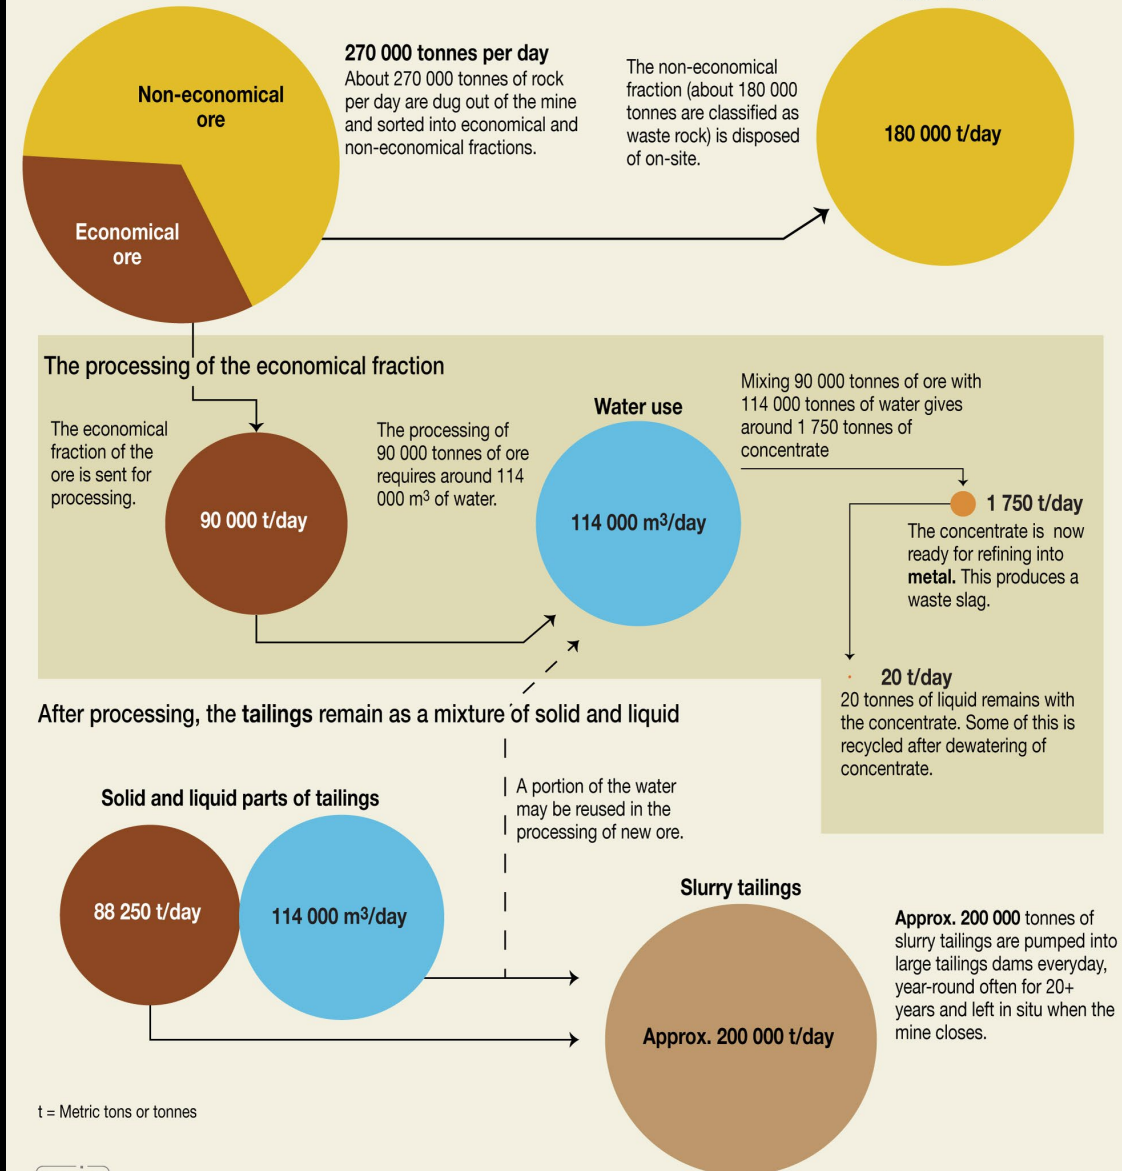 Non-economical
ore
Economical
ore
270 000 tonnes per day
About 270 000 tonnes of rock
per day are dug out of the mine
and sorted into economical and
non-economical fractions.
The non-economical
fraction (about 180 000
tonnes are classified as
waste rock) is disposed
of on-site.
180 000 t/day
The processing of the economical fraction
The economical
fraction of the
ore is sent for
processing.
90 000 t/day
The processing of
90 000 tonnes of ore
requires around 114
000 m³ of water.
Water use
114 000 m³/day
Mixing 90 000 tonnes of ore with
114 000 tonnes of water gives
around 1 750 tonnes of
concentrate
1 750 t/day
The concentrate is now
ready for refining into
metal. This produces a
waste slag.
20 t/day
20 tonnes of liquid remains with
the concentrate. Some of this is
recycled after dewatering of
concentrate.
After processing, the tailings remain as a mixture of solid and liquid
A portion of the water
may be reused in the
processing of new ore.
Solid and liquid parts of tailings
88 250 t/day
114 000 m³/day
Slurry tailings
Approx. 200 000 t/day
Approx. 200 000 tonnes of
slurry tailings are pumped into
large tailings dams everyday,
year-round often for 20+
years and left in situ when the
mine closes.
t = Metric tons or tonnes